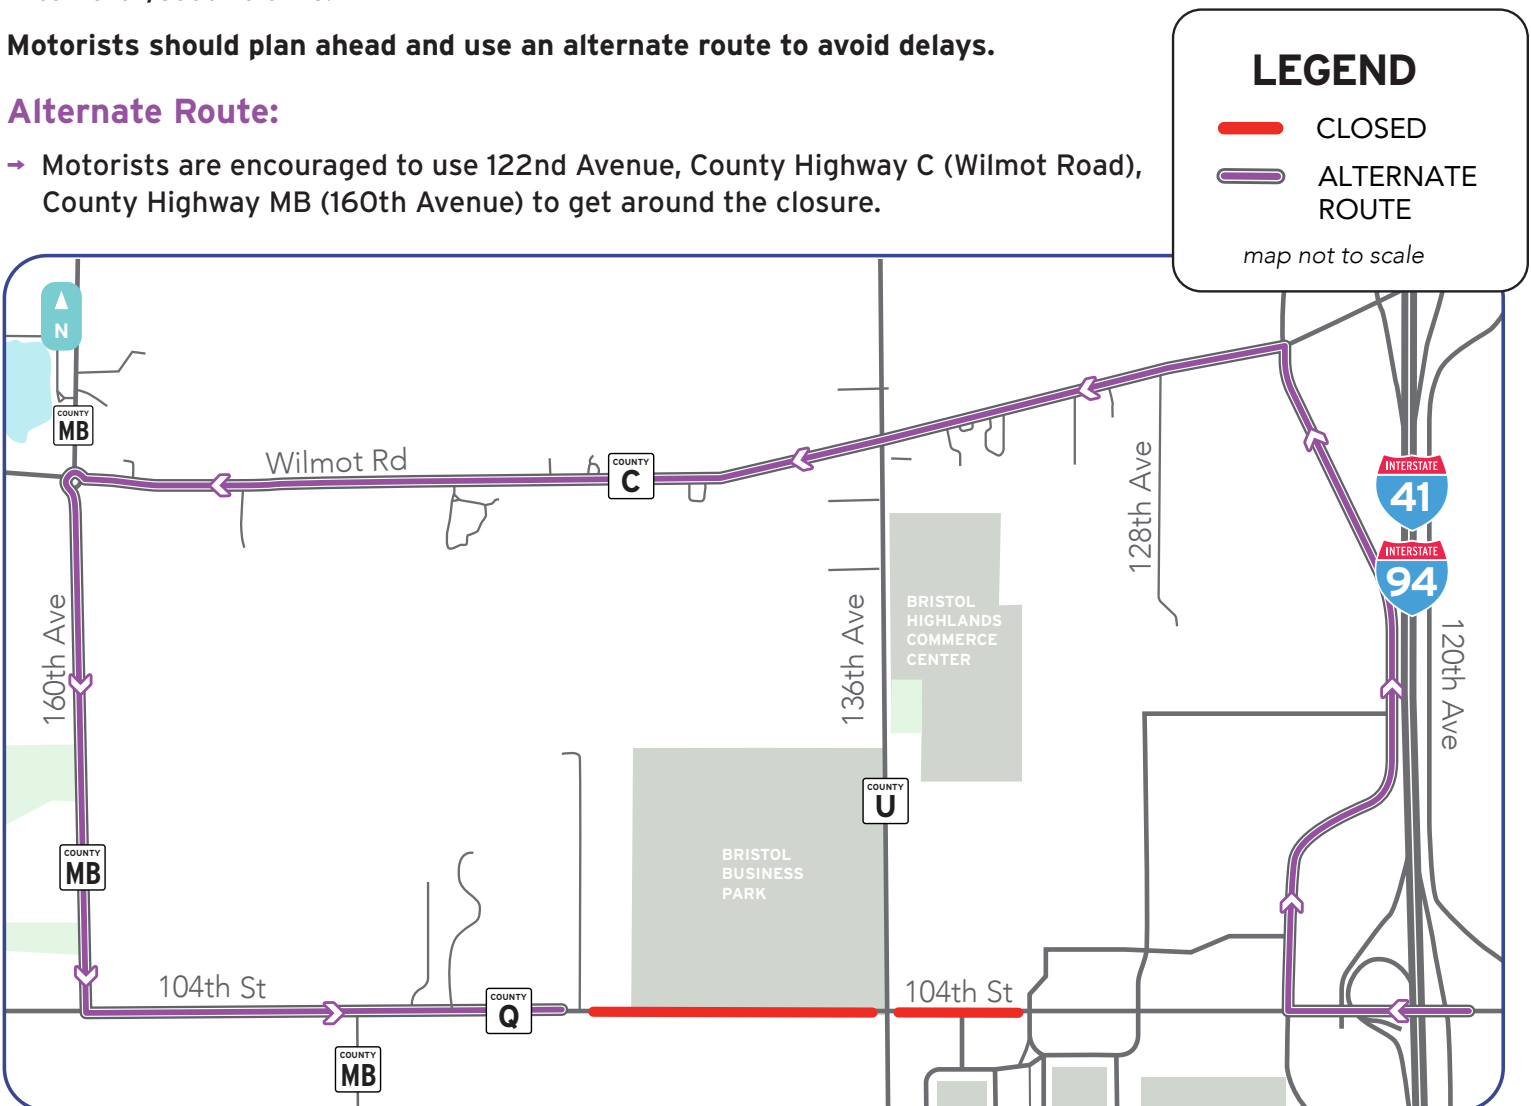 Motorists should plan ahead and use an alternate route to avoid delays.
Alternate Route:
→ Motorists are encouraged to use 122nd Avenue, County Highway C (Wilmot Road),
County Highway MB (160th Avenue) to get around the closure.
LEGEND
CLOSED
ALTERNATE
ROUTE
map not to scale
N
COUNTY
MB
Wilmot Rd
COUNTY
C
128th Ave
INTERSTATE
41
INTERSTATE
94
160th Ave
136th Ave
BRISTOL
HIGHLANDS
COMMERCE
CENTER
120th Ave
COUNTY
U
COUNTY
MB
BRISTOL
BUSINESS
PARK
104th St
COUNTY
Q
104th St
COUNTY
MB